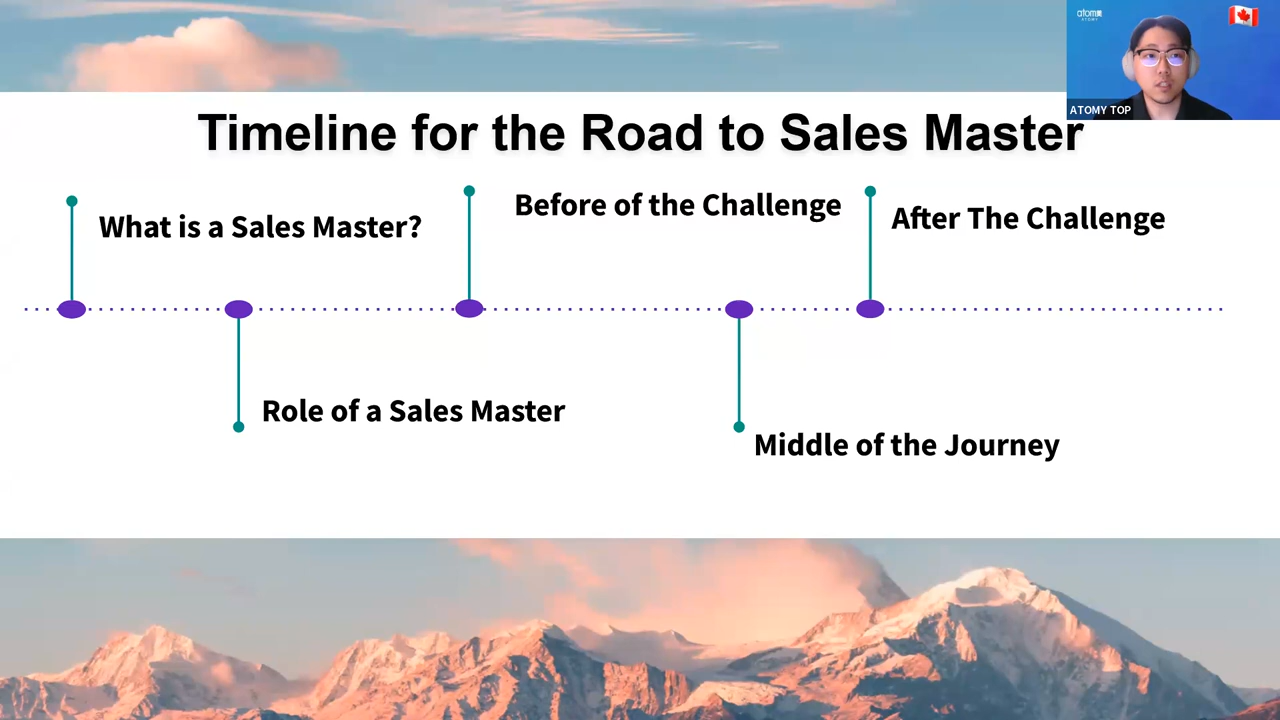 atomy
ATOMY TOP
Timeline for the Road to Sales Master
What is a Sales Master?
Before of the Challenge
After The Challenge
Role of a Sales Master
Middle of the Journey